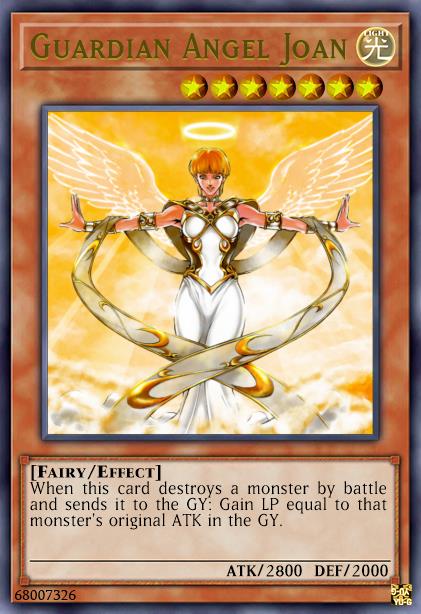 Guardian Angel Joan
LIGHT
光
[Fairy/Effect]
When this card destroys a monster by battle
and sends it to the GY: Gain LP equal to that
monster's original ATK in the GY.
ATK/2800 DEF/2000
68007326